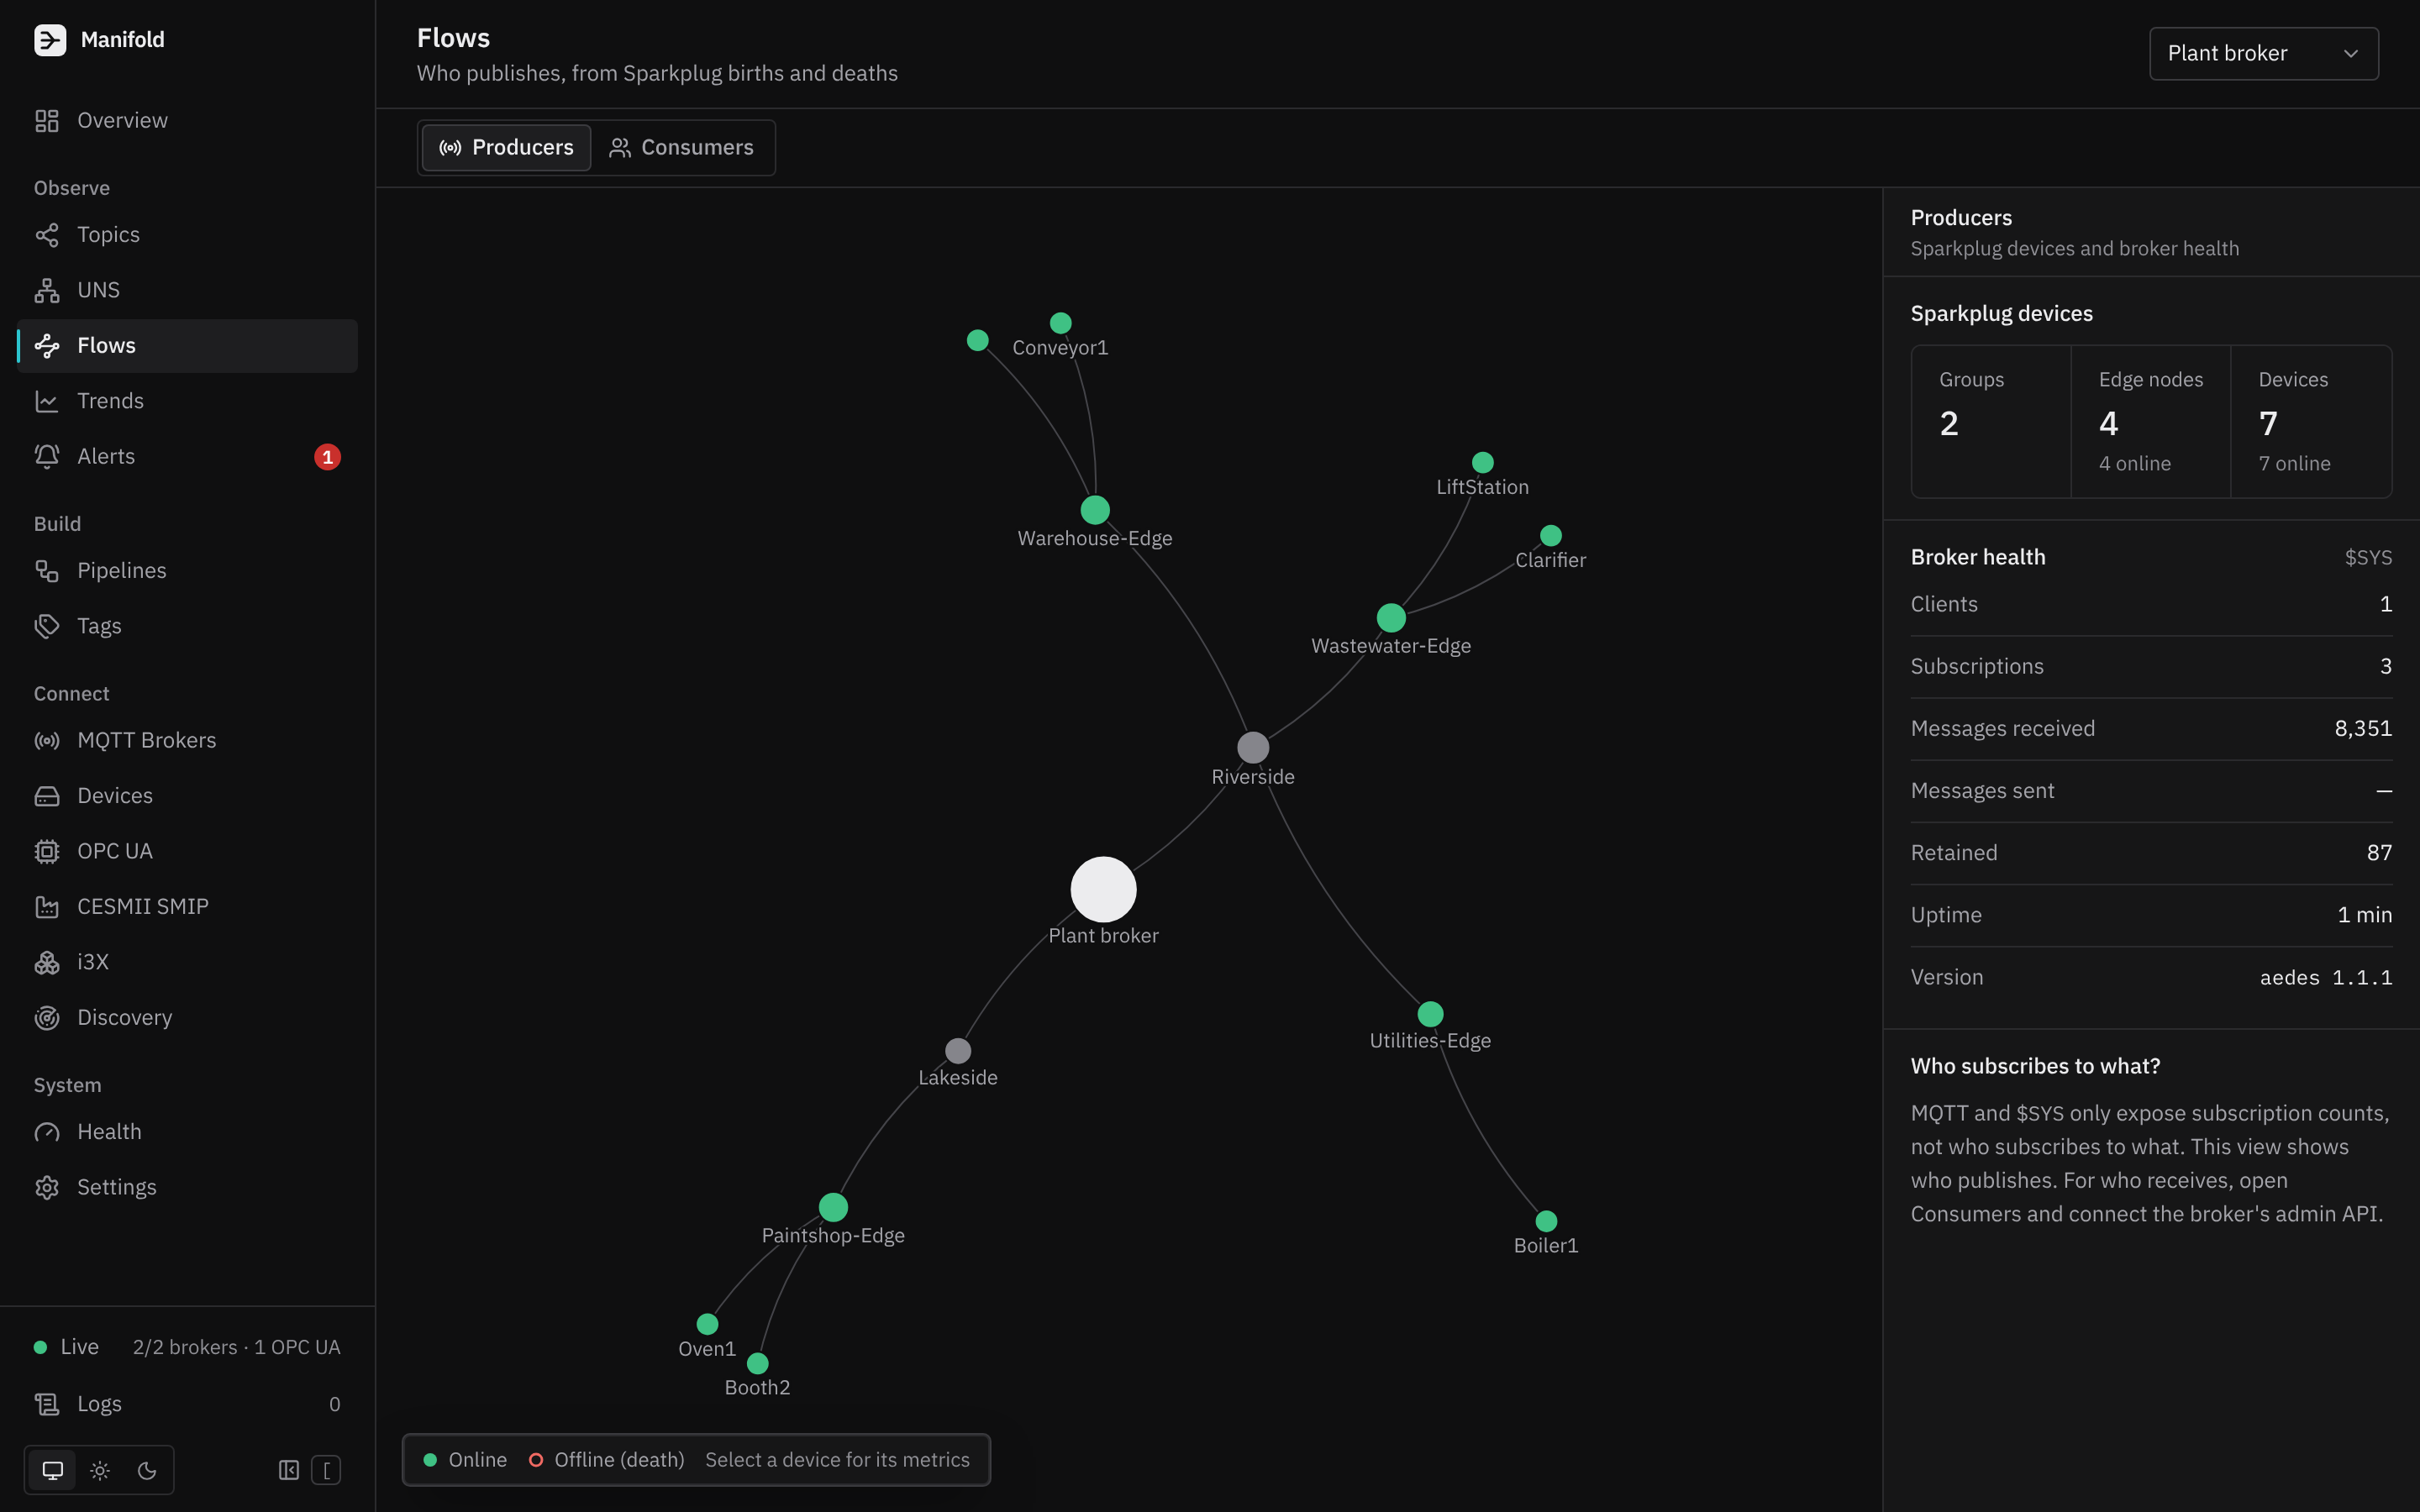 Manifold
Overview
Observe
Topics
UNS
Flows
Trends
Alerts
1
Build
Pipelines
Tags
Connect
MQTT Brokers
Devices
OPC UA
CESMII SMIP
i3X
Discovery
System
Health
Settings
Live 2/2 brokers · 1 OPC UA
Logs 0
[
Flows
Who publishes, from Sparkplug births and deaths
Plant broker
Producers
Consumers
Conveyor1
LiftStation
Warehouse-Edge
Clarifier
Wastewater-Edge
Riverside
Plant broker
Utilities-Edge
Lakeside
Paintshop-Edge
Boiler1
Oven1
Booth2
Online
Offline (death)
Select a device for its metrics
Producers
Sparkplug devices and broker health
Sparkplug devices
Groups
2
Edge nodes
4
4 online
Devices
7
7 online
Broker health $SYS
Clients 1
Subscriptions 3
Messages received 8,351
Messages sent —
Retained 87
Uptime 1 min
Version aedes 1.1.1
Who subscribes to what?
MQTT and $SYS only expose subscription counts,
not who subscribes to what. This view shows
who publishes. For who receives, open
Consumers and connect the broker's admin API.